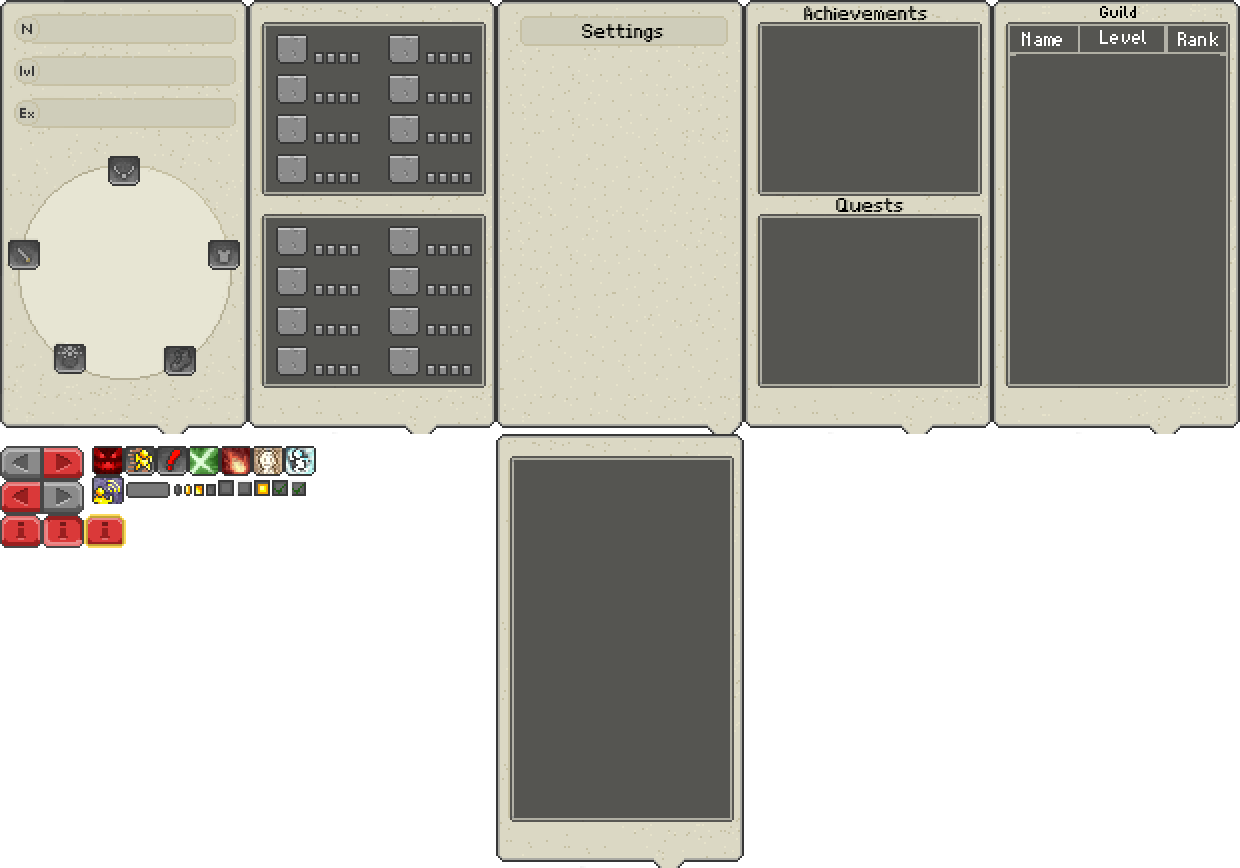 N
lvl
Ex
Settings
Achievements
Quests
Guild
Name Level Rank
i i i